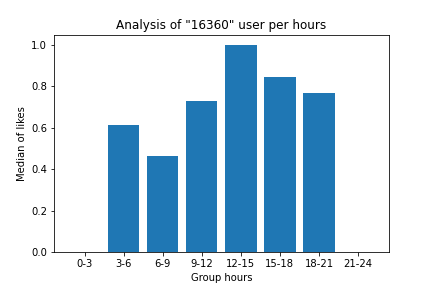 Analysis of "16360" user per hours
1.0
0.8
0.6
0.4
0.2
0.0
Median of likes
0-3 3-6 6-9 9-12 12-15 15-18 18-21 21-24
Group hours